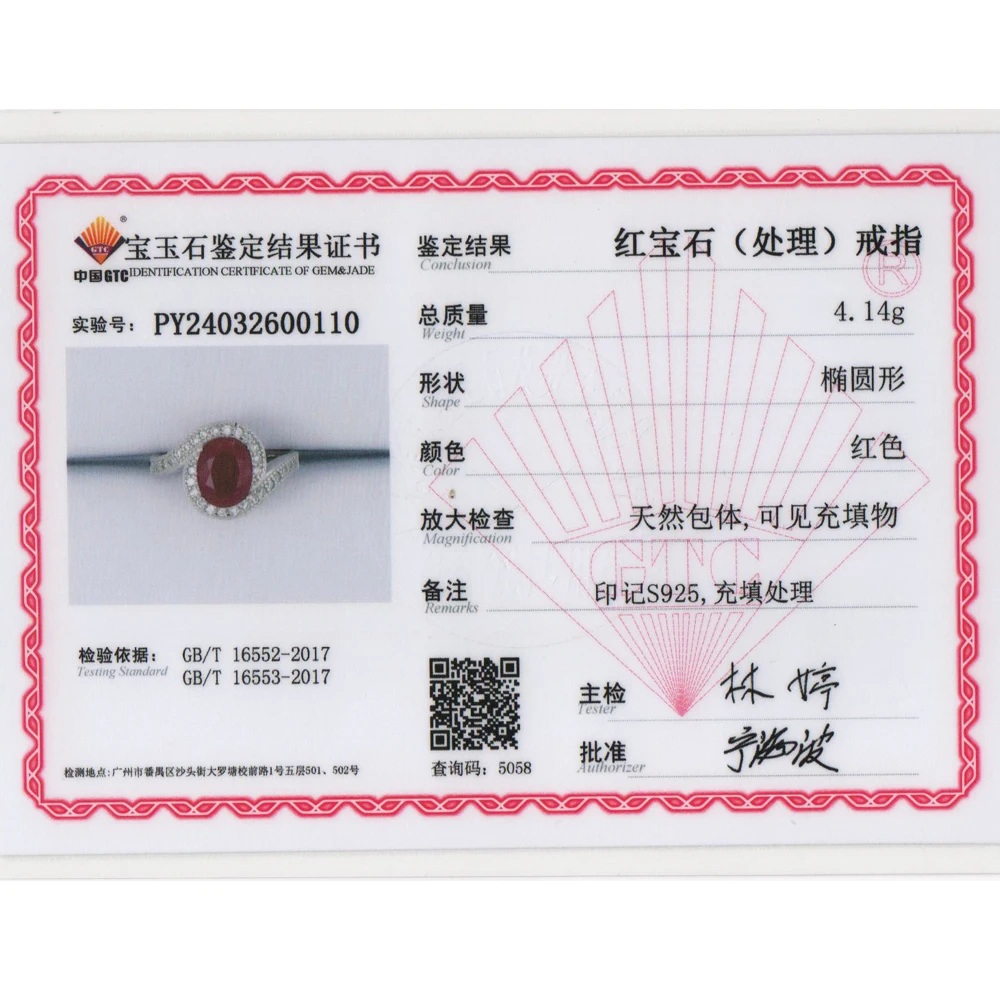 GTC
®
中国GTC
宝玉石鉴定结果证书
IDENTIFICATION CERTIFICATE OF GEM&JADE
实验号: PY24032600110
检验依据: GB/T 16552-2017
Testing Standard GB/T 16553-2017
检测地点:广州市番禺区沙头街大罗塘校前路1号五层501、502号
鉴定结果 红宝石（处理）戒指
Conclusion
®
总质量 4.14g
Weight
形状 椭圆形
Shape
颜色 红色
Color
放大检查 天然包体,可见充填物
Magnification
GTC
备注 印记S925,充填处理
Remarks
查询码: 5058
主检 林婷
Tester
批准 宁海波
Authorizer